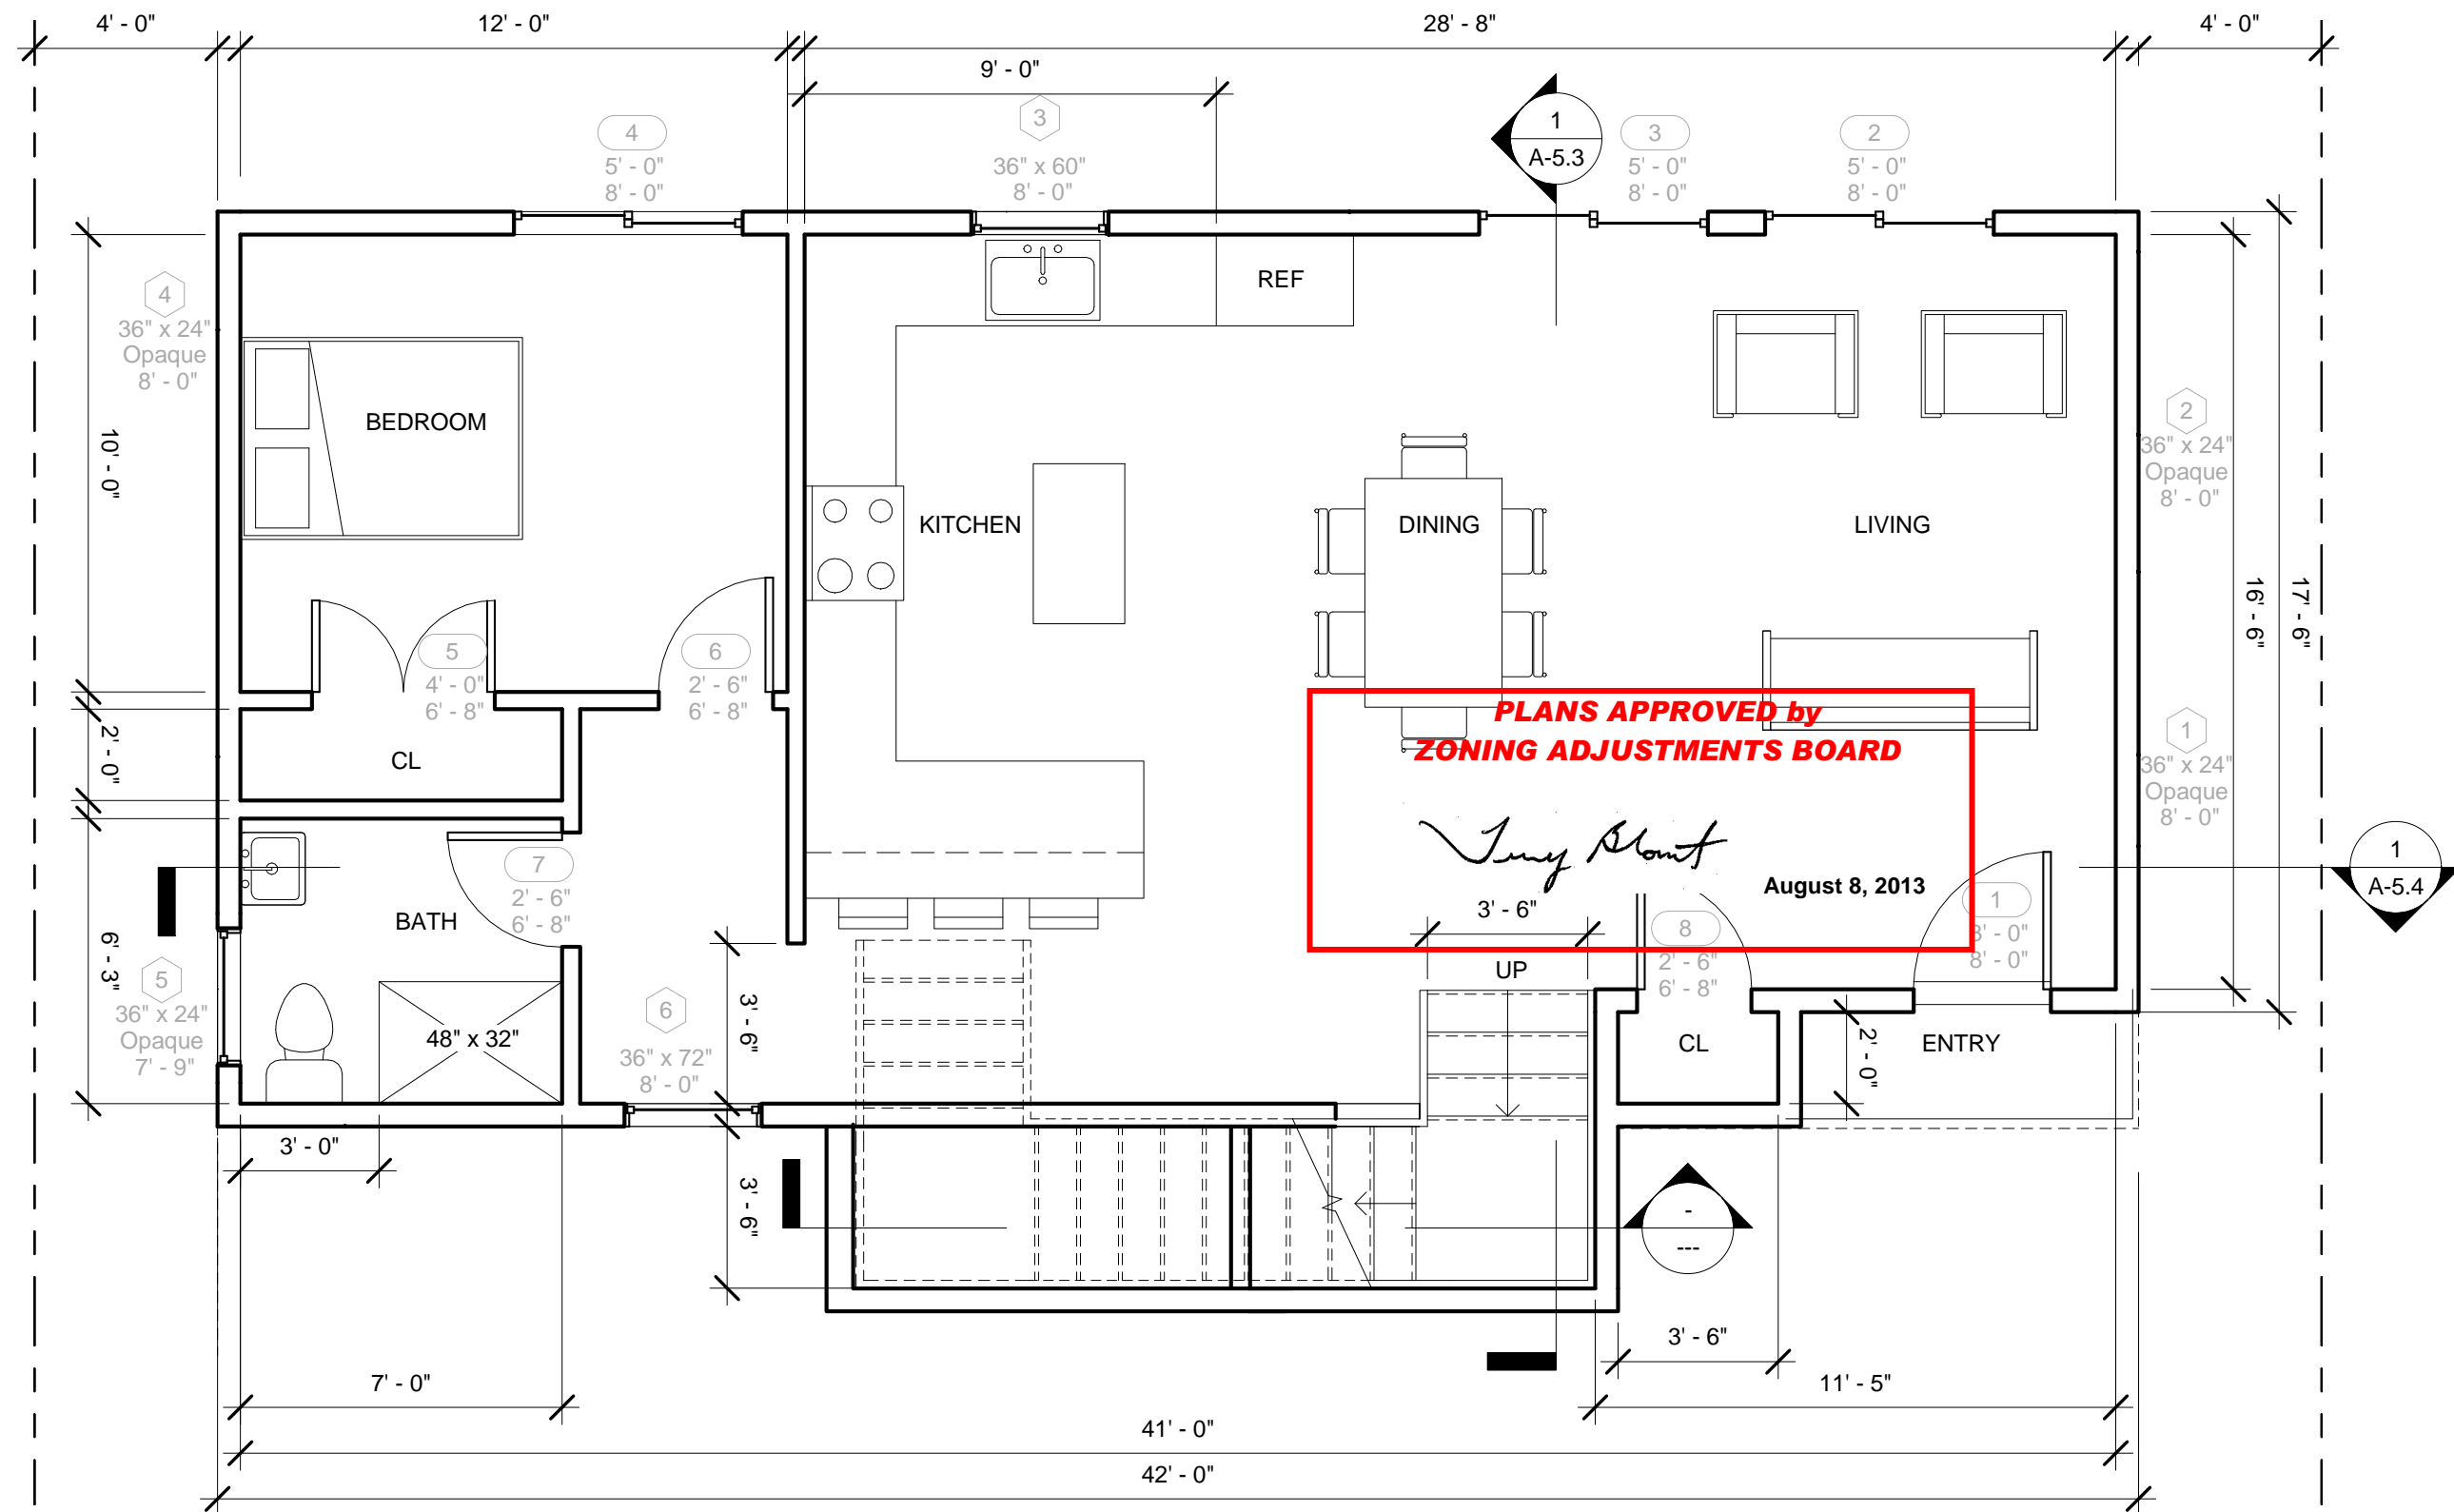 4' - 0"
12' - 0"
28' - 8"
4' - 0"
9' - 0"
3
36" x 60"
8' - 0"
4
5' - 0"
8' - 0"
1
A-5.3
3
5' - 0"
8' - 0"
2
5' - 0"
8' - 0"
REF
4
36" x 24"
Opaque
8' - 0"
BEDROOM
10' - 0"
2
36" x 24"
Opaque
8' - 0"
KITCHEN
DINING
LIVING
16' - 6"
17' - 6"
5
4' - 0"
6' - 8"
6
2' - 6"
6' - 8"
2' - 0"
CL
PLANS APPROVED by
ZONING ADJUSTMENTS BOARD
1
36" x 24"
Opaque
8' - 0"
August 8, 2013
1
A-5.4
7
2' - 6"
6' - 8"
BATH
6' - 3"
3' - 6"
8
2' - 6"
6' - 8"
1
3' - 0"
8' - 0"
UP
5
36" x 24"
Opaque
7' - 9"
48" x 32"
6
36" x 72"
8' - 0"
3' - 6"
CL
2' - 0"
ENTRY
3' - 0"
3' - 6"
-
---
3' - 6"
7' - 0"
11' - 5"
41' - 0"
42' - 0"